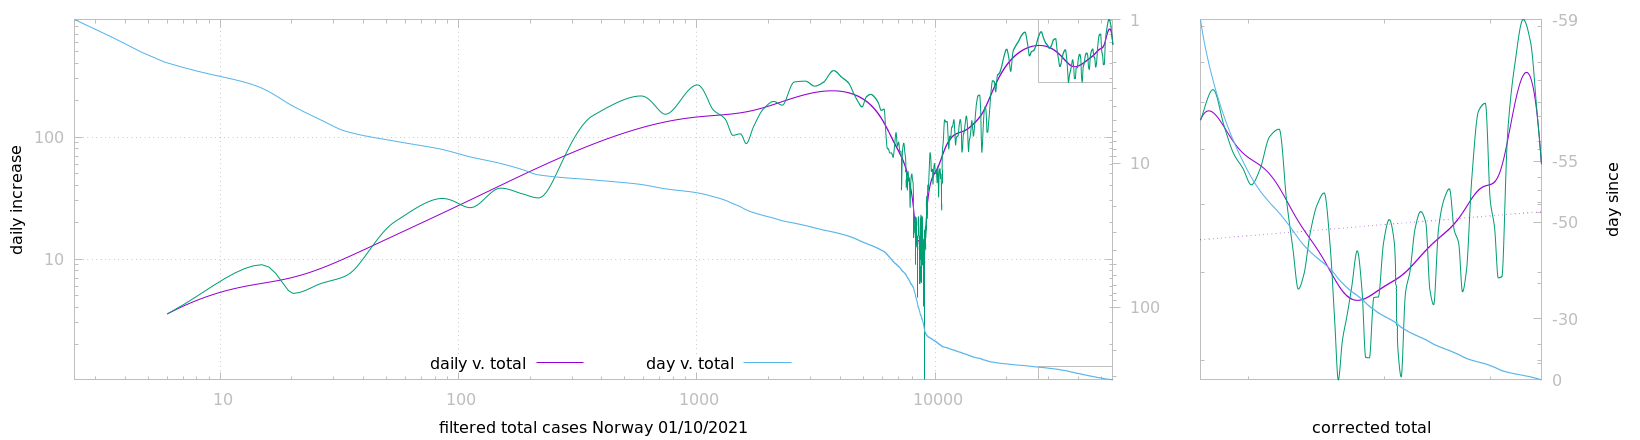 daily increase
100
10
1
10
100
daily v. total
day v. total
10
100
1000
10000
filtered total cases Norway 01/10/2021
-59
-55
-50
-30
0
day since
corrected total